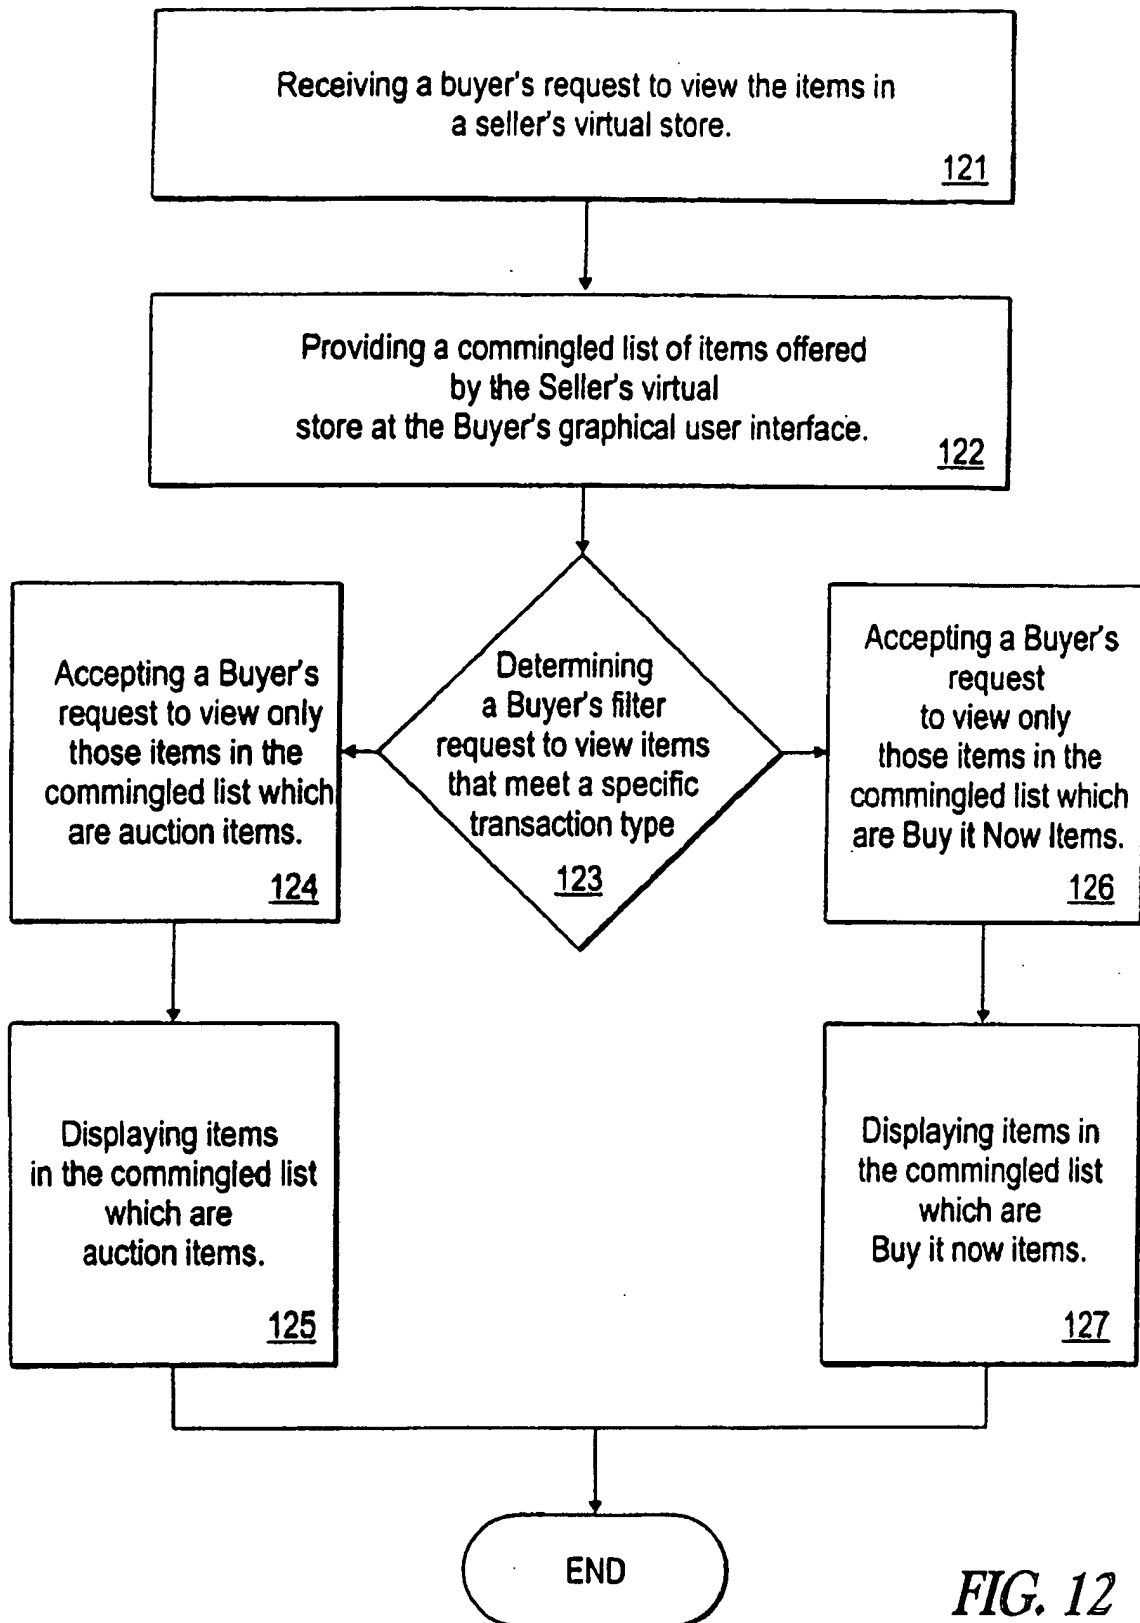 Receiving a buyer's request to view the items in
a seller's virtual store.
121
Providing a commingled list of items offered
by the Seller's virtual
store at the Buyer's graphical user interface.
122
Determining
a Buyer's filter
request to view items
that meet a specific
transaction type
123
Accepting a Buyer's
request to view only
those items in the
commingled list which
are auction items.
124
Accepting a Buyer's
request
to view only
those items in the
commingled list which
are Buy it Now Items.
126
Displaying items
in the commingled list
which are
auction items.
125
Displaying items in
the commingled list
which are
Buy it now items.
127
END
FIG. 12